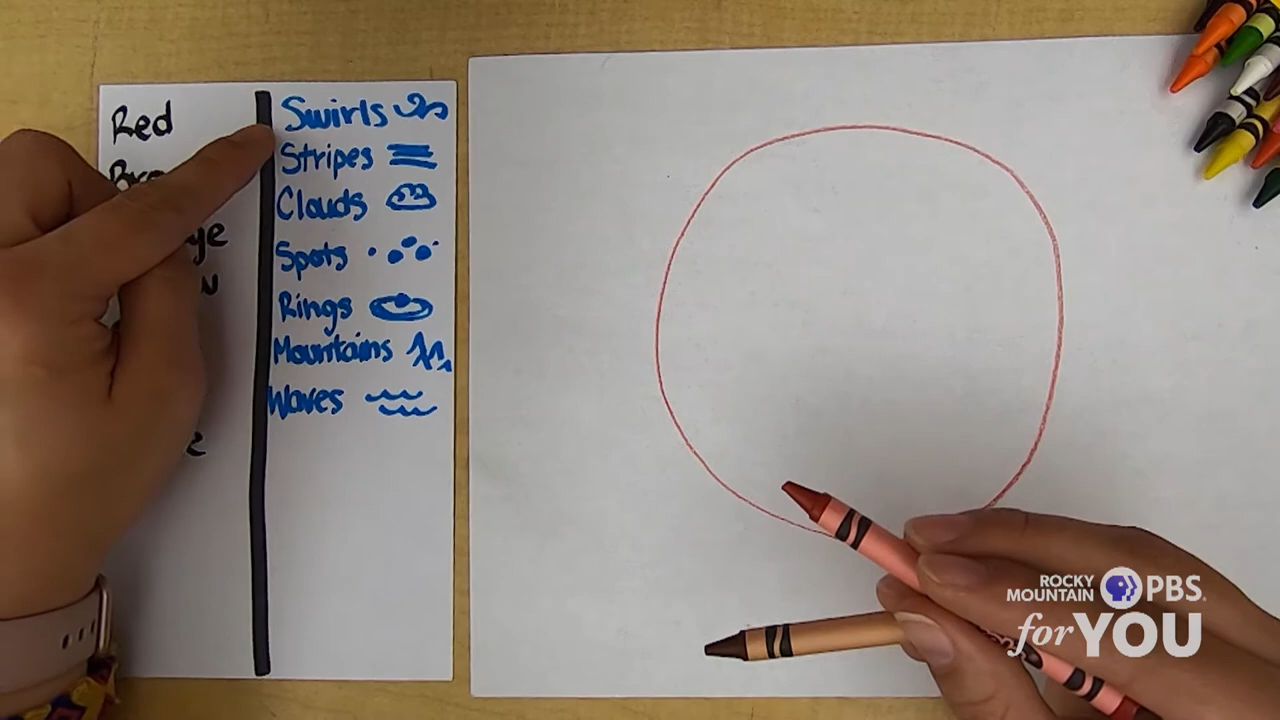 Red
Swirls
Stripes
Clouds
Spots
Rings
Mountains
Waves
ROCKY
MOUNTAIN PBS
for YOU